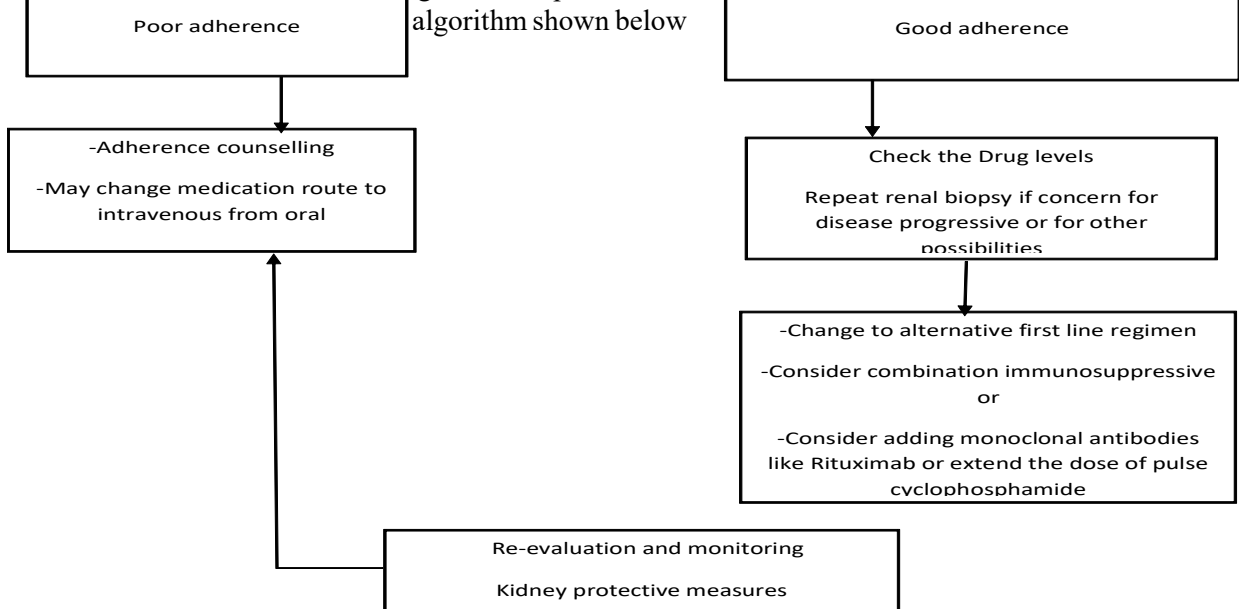 algorithm shown below
Poor adherence
Good adherence
-Adherence counselling
-May change medication route to
intravenous from oral
Check the Drug levels
Repeat renal biopsy if concern for
disease progressive or for other
possibilities
-Change to alternative first line regimen
-Consider combination immunosuppressive
or
-Consider adding monoclonal antibodies
like Rituximab or extend the dose of pulse
cyclophosphamide
Re-evaluation and monitoring
Kidney protective measures